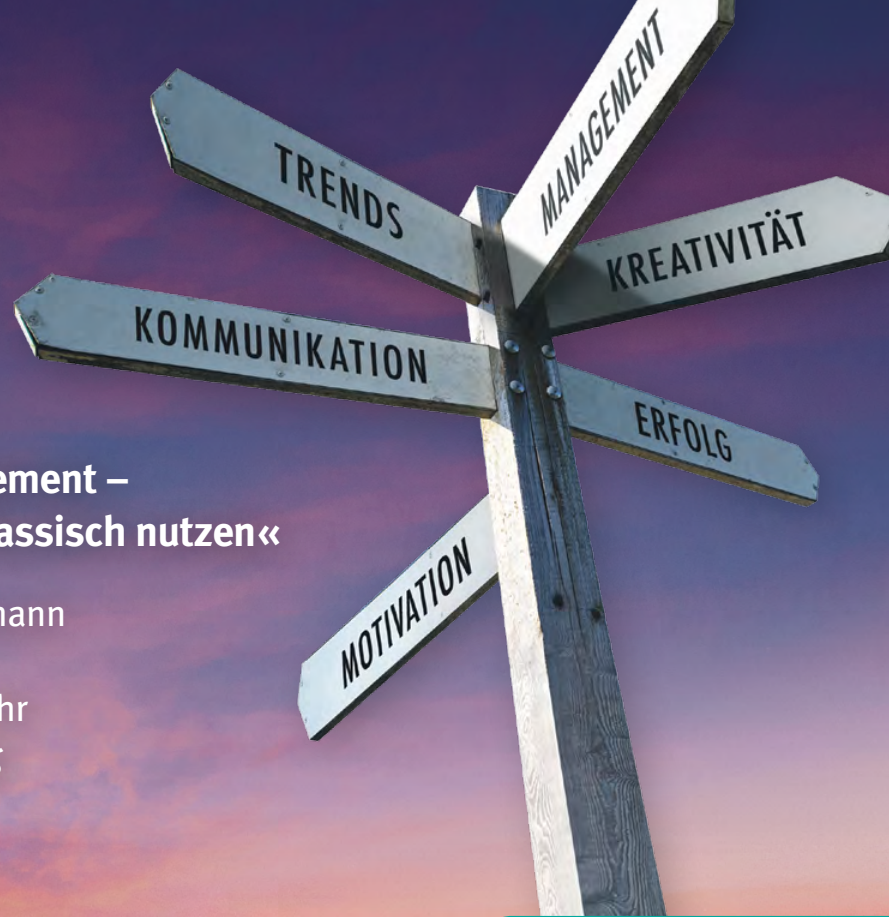 MANAGEMENT
TRENDS
KREATIVITÄT
KOMMUNIKATION
ERFOLG
ement –
assisch nutzen«
MOTIVATION
mann
hr